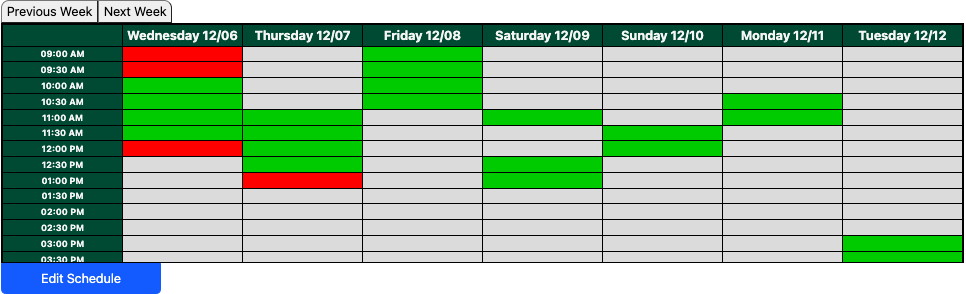 Previous Week Next Week
Wednesday 12/06 Thursday 12/07 Friday 12/08 Saturday 12/09 Sunday 12/10 Monday 12/11 Tuesday 12/12
09:00 AM
09:30 AM
10:00 AM
10:30 AM
11:00 AM
11:30 AM
12:00 PM
12:30 PM
01:00 PM
01:30 PM
02:00 PM
02:30 PM
03:00 PM
03:30 PM
Edit Schedule